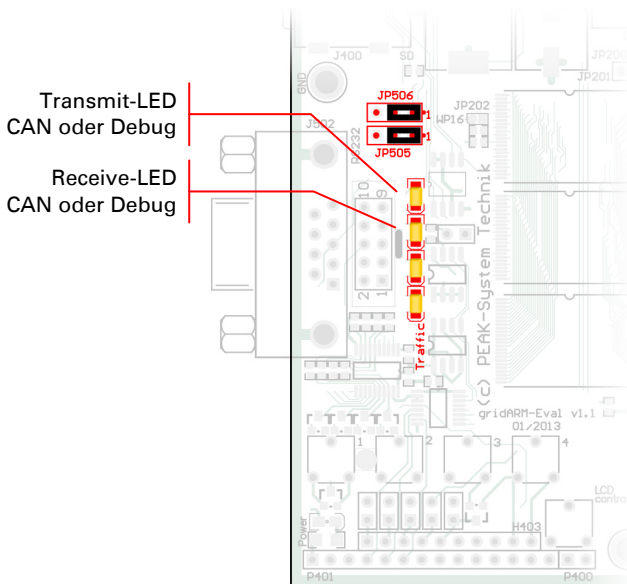 J400
SD
JP200
JP201
GND
JP506
Transmit-LED
CAN oder Debug
J502
1
JP202
WP16
RS232
1
JP505
Receive-LED
CAN oder Debug
10
9
2
1
Traffic
(c) PEAK-System Technik
gridARM-Eval v1.1
01/2013
1
2
3
4
LCD
contro
Power
H403
P401
P400